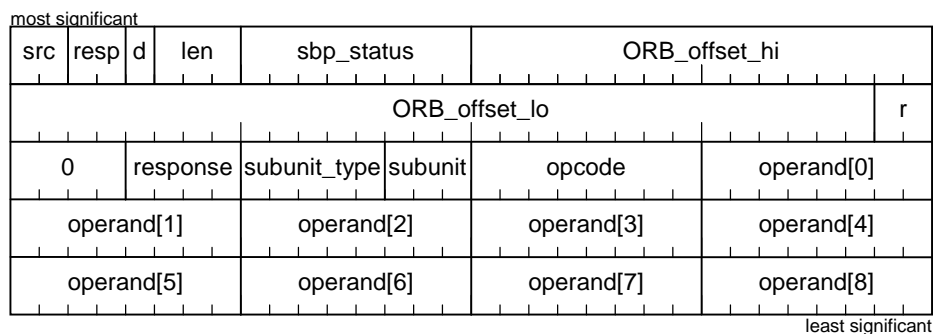 most significant
src resp d len sbp_status ORB_offset_hi
ORB_offset_lo r
0 response subunit_type subunit opcode operand[0]
operand[1] operand[2] operand[3] operand[4]
operand[5] operand[6] operand[7] operand[8]
least significant